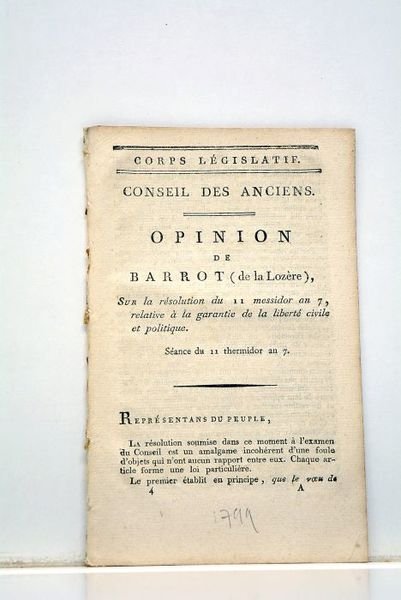 CORPS LÉGISLATIF.
CONSEIL DES ANCIENS.
OPINION
DE
BARROT (de la Lozère),
SUR la résolution du 11 messidor an 7,
relative à la garantie de la liberté civile
et politique.
Séance du 11 thermidor an 7.
REPRÉSENTANS DU PEUPLE,
LA résolution soumise dans ce moment à l'examen
du Conseil est un amalgame incohérent d'une foule
d'objets qui n'ont aucun rapport entre eux. Chaque ar-
ticle forme une loi particulière.
Le premier établit en principe, que le vœu de
4 A
1799